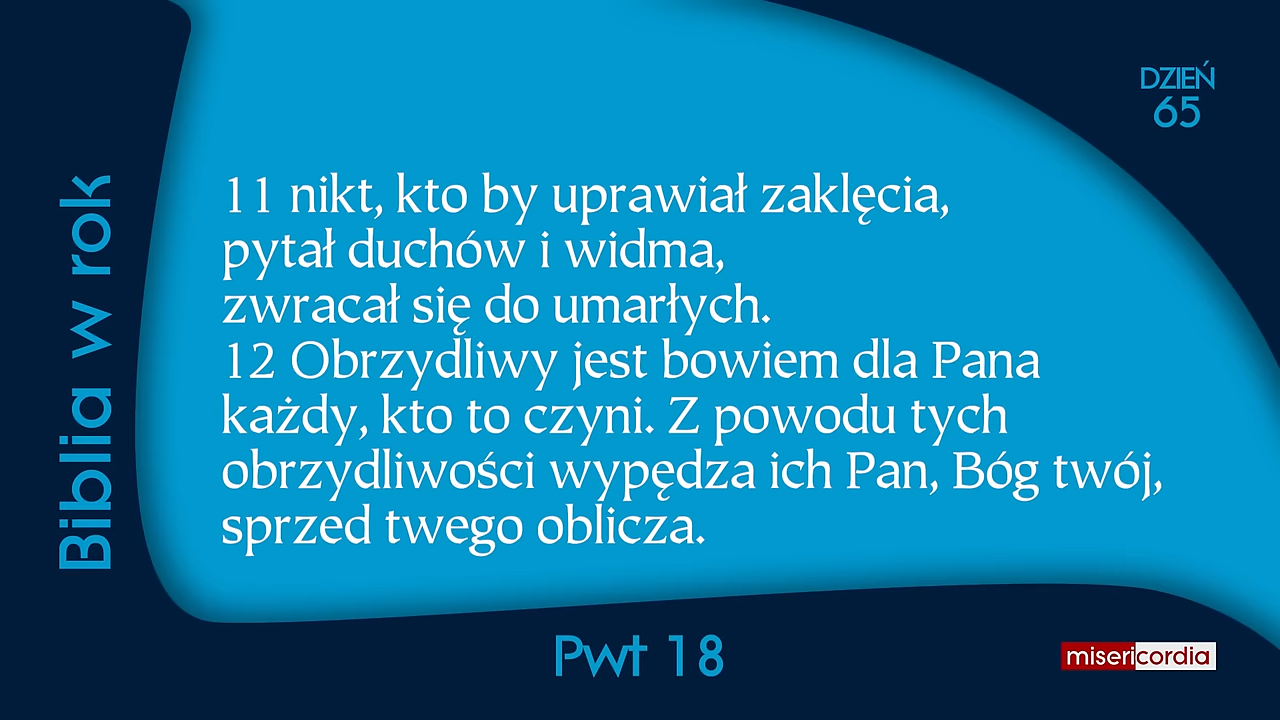 DZIEŃ
65
Biblia w rok
11 nikt, kto by uprawiał zaklęcia,
pytał duchów i widma,
zwracał się do umarłych.
12 Obrzydliwy jest bowiem dla Pana
każdy, kto to czyni. Z powodu tych
obrzydliwości wypędza ich Pan, Bóg twój,
sprzed twego oblicza.
Pwt 18
misericordia